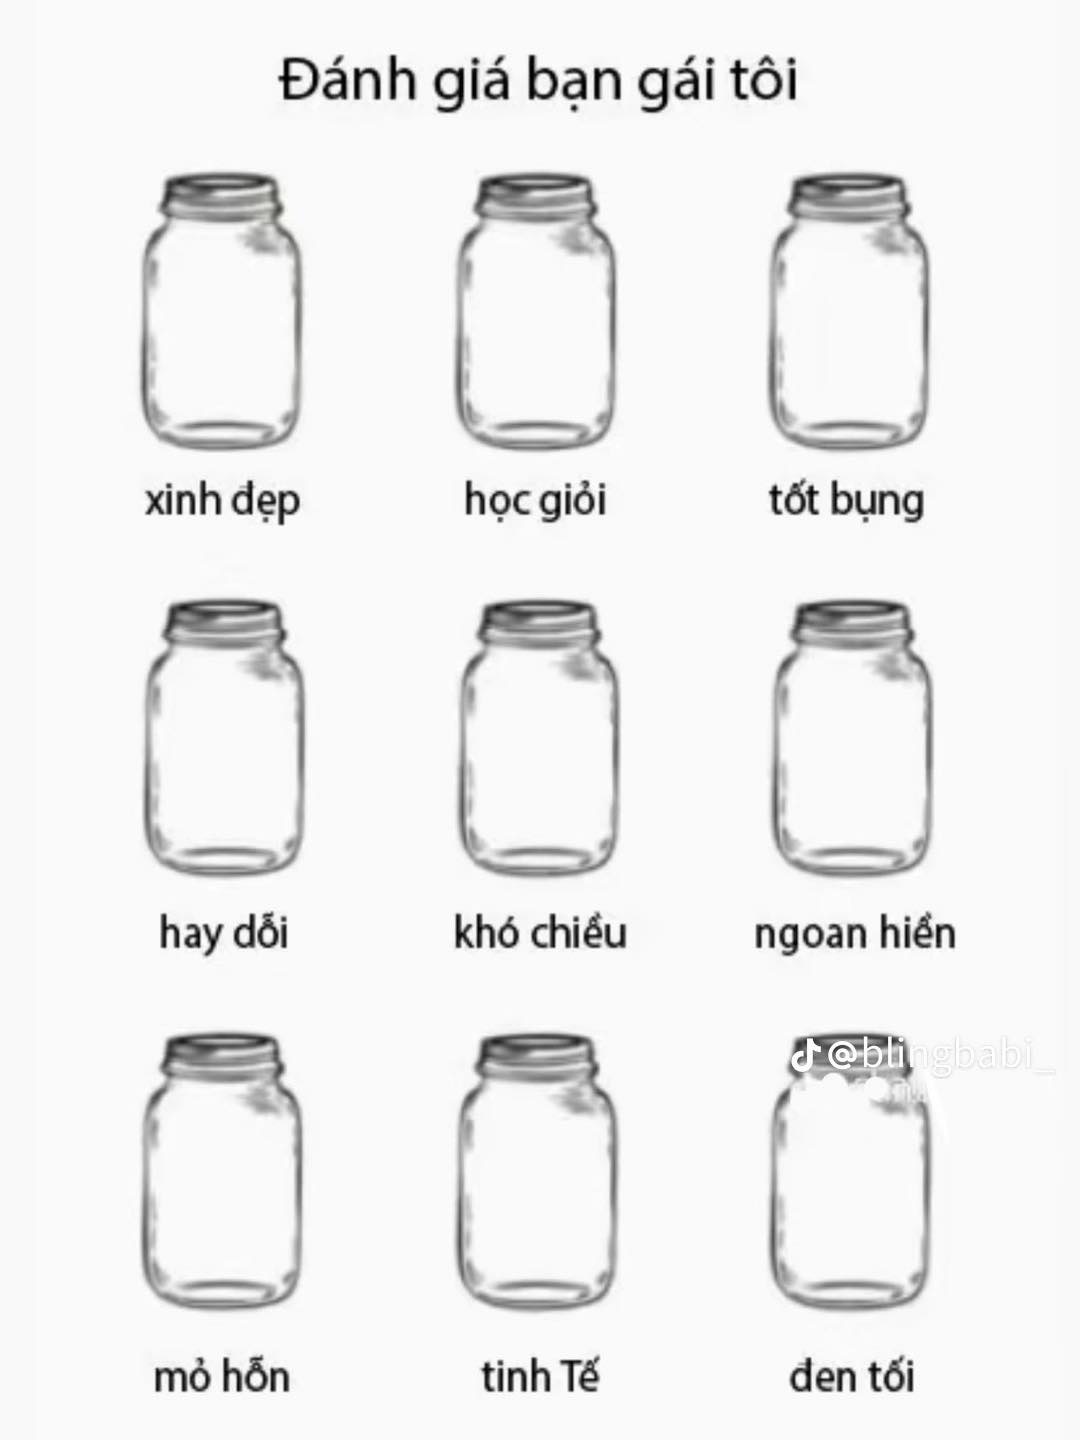 Đánh giá bạn gái tôi
xinh đẹp
học giỏi
tốt bụng
hay dỗi
khó chiều
ngoan hiền
@blingbabi_
mỏ hỗn
tinh Tế
đen tối